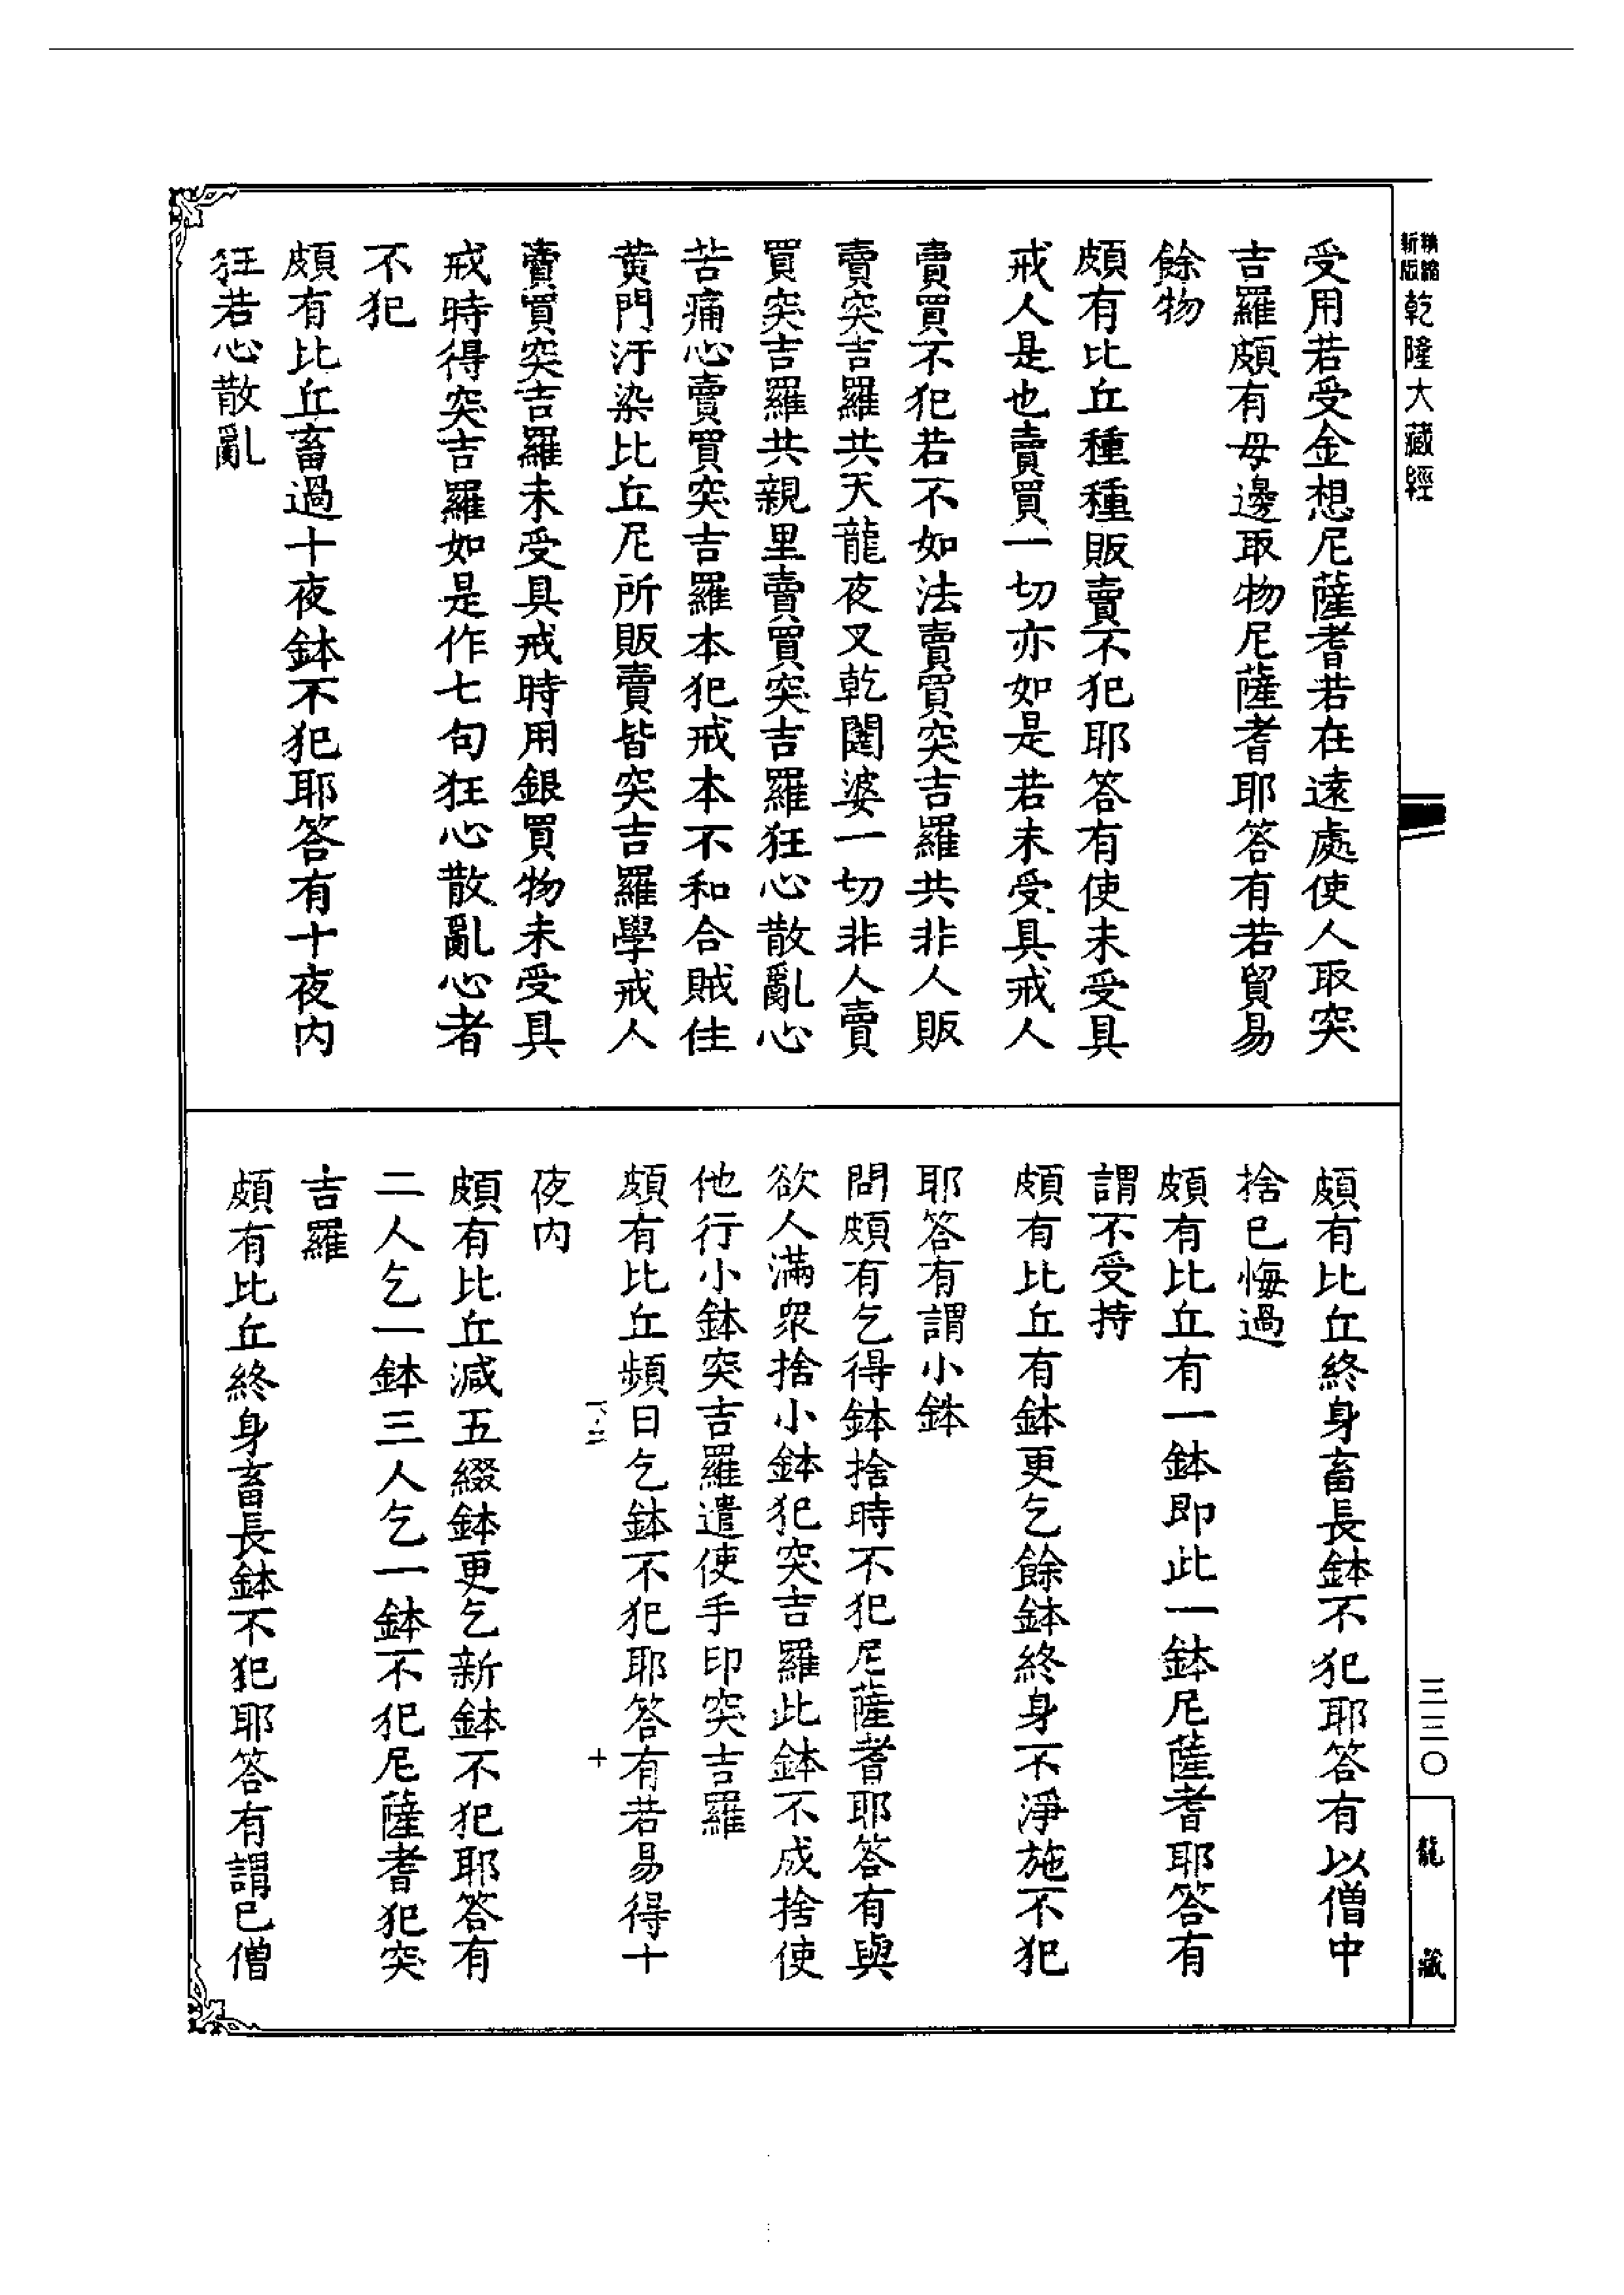 精縮新版乾隆大藏經
受用若受金想尼薩耆若在遠處使人取突
吉羅頗有母邊取物尼薩耆耶答有若貿易
餘物
頗有比丘種種販賣不犯耶答有使未受具
戒人是也賣買一切亦如是若未受具戒人
賣買不犯若不如法賣買突吉羅共非人販
賣突吉羅共天龍夜叉乾闥婆一切非人賣
買突吉羅共親里賣買突吉羅狂心散亂心
苦痛心賣買突吉羅本犯戒本不和合賊住
黃門汙染比丘尼所販賣皆突吉羅學戒人
賣買突吉羅未受具戒時用銀買物未受具
戒時得突吉羅如是作七句狂心散亂心者
不犯
頗有比丘畜過十夜鉢不犯耶答有十夜內
狂若心散亂
頗有比丘終身畜長鉢不犯耶答有以僧中
捨已悔過
頗有比丘有一鉢即此一鉢尼薩耆耶答有
謂不受持
頗有比丘有鉢更乞餘鉢終身不淨施不犯
耶答有謂小鉢
問頗有乞得鉢捨時不犯尼薩耆耶答有與
欲人滿眾捨小鉢犯突吉羅此鉢不成捨使
他行小鉢突吉羅遣使手印突吉羅
頗有比丘頻日乞鉢不犯耶答有若易得十
夜內
頗有比丘減五綴鉢更乞新鉢不犯耶答有
二人乞一鉢三人乞一鉢不犯尼薩耆犯突
吉羅
頗有比丘終身畜長鉢不犯耶答有謂已僧
三三〇
龍藏